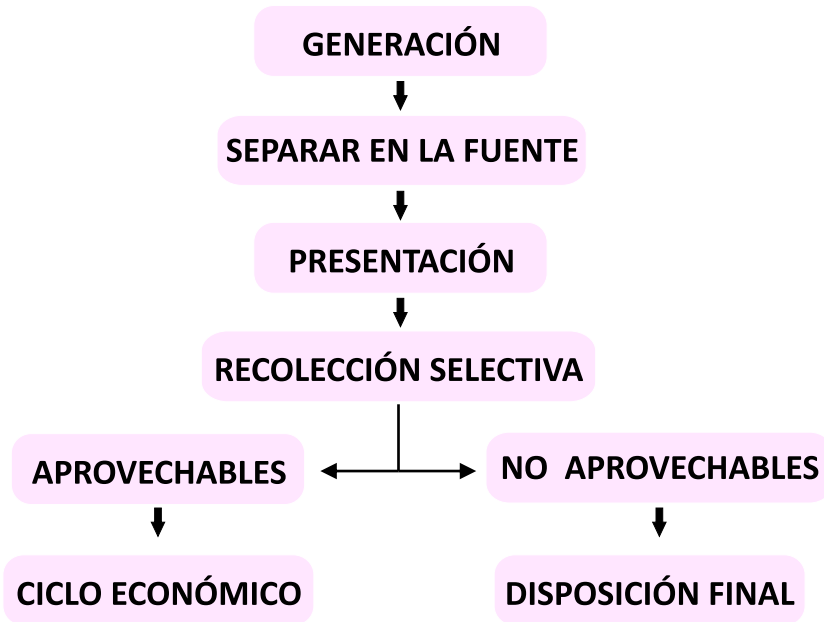 GENERACIÓN
SEPARAR EN LA FUENTE
PRESENTACIÓN
RECOLECCIÓN SELECTIVA
APROVECHABLES
NO APROVECHABLES
CICLO ECONÓMICO
DISPOSICIÓN FINAL